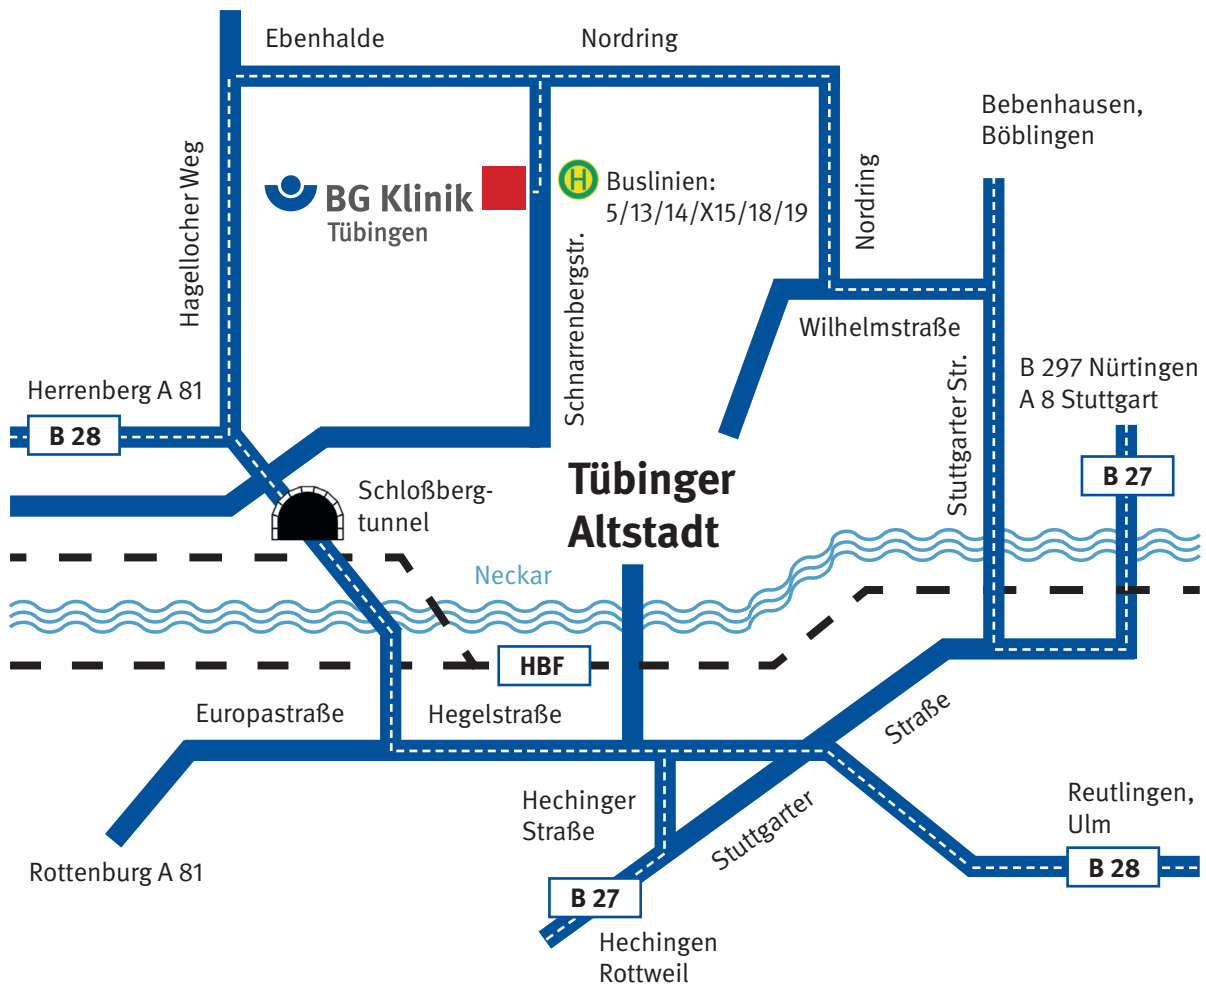 Ebenhalde
Nordring
Bebenhausen,
Böblingen
Hagellocher Weg
BG Klinik
Tübingen
H
Buslinien:
5/13/14/X15/18/19
Nordring
Schnarrenbergstr.
Wilhelmstraße
Stuttgarter Str.
B 297 Nürtingen
A 8 Stuttgart
Herrenberg A 81
B 28
B 27
Schloßberg-
tunnel
Tübinger
Altstadt
Neckar
HBF
Europastraße
Hegelstraße
Straße
Stuttgarter
Hechinger
Straße
Reutlingen,
Ulm
B 28
Rottenburg A 81
B 27
Hechingen
Rottweil